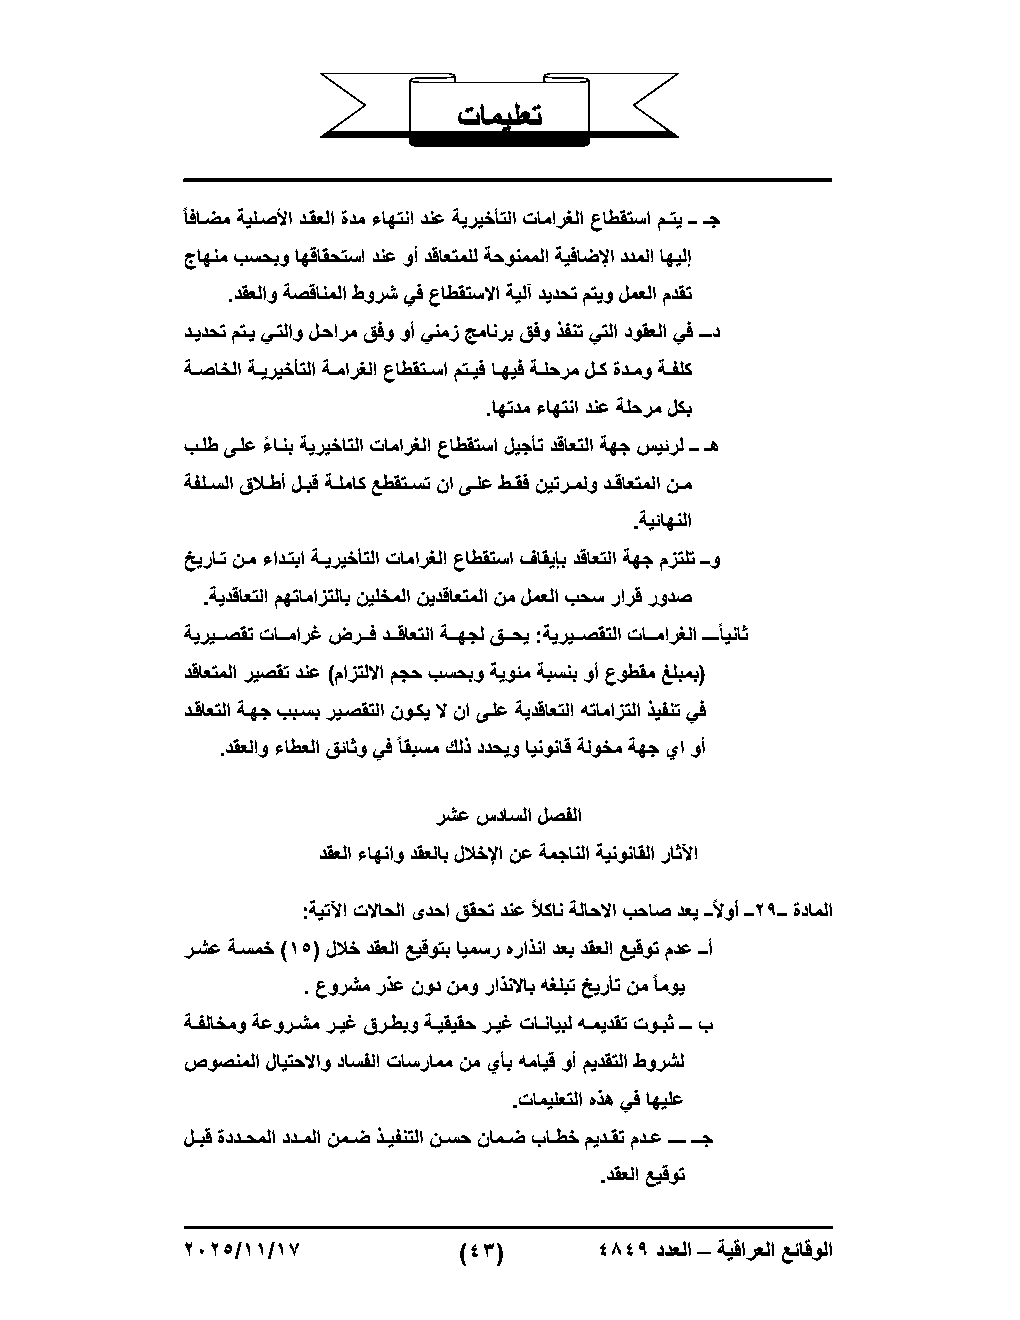 تعليمات
جـ ـ يتم استقطاع الغرامات التأخيرية عند انتهاء مدة العقد الأصلية مضافاً
إليها المدد الإضافية الممنوحة للمتعاقد أو عند استحقاقها وبحسب منهاج
تقدم العمل ويتم تحديد آلية الاستقطاع في شروط المناقصة والعقد.
د ـ في العقود التي تنفذ وفق برنامج زمني أو وفق مراحل والتي يتم تحديد
كلفة ومدة كل مرحلة فيها فيتم استقطاع الغرامة التأخيرية الخاصة
بكل مرحلة عند انتهاء مدتها.
هـ ـ لرئيس جهة التعاقد تأجيل استقطاع الغرامات التاخيرية بناءً على طلب
من المتعاقد ولمرتين فقط على ان تستقطع كاملة قبل أطلاق السلفة
النهائية.
و ـ تلتزم جهة التعاقد بإيقاف استقطاع الغرامات التأخيرية ابتداء من تاريخ
صدور قرار سحب العمل من المتعاقدين المخلين بالتزاماتهم التعاقدية.
ثانياً ـ الغرامات التقصيرية: يحق لجهة التعاقد فرض غرامات تقصيرية
(بمبلغ مقطوع أو بنسبة مئوية وبحسب حجم الالتزام) عند تقصير المتعاقد
في تنفيذ التزاماته التعاقدية على ان لا يكون التقصير بسبب جهة التعاقد
أو اي جهة مخولة قانونيا ويحدد ذلك مسبقاً في وثائق العطاء والعقد.
الفصل السادس عشر
الآثار القانونية الناجمة عن الإخلال بالعقد وانهاء العقد
المادة ـ٢٩ـ أولاً ـ يعد صاحب الاحالة ناكلاً عند تحقق احدى الحالات الآتية:
أ ـ عدم توقيع العقد بعد انذاره رسميا بتوقيع العقد خلال (١٥) خمسة عشر
يوماً من تأريخ تبلغه بالانذار ومن دون عذر مشروع .
ب ـ ثبوت تقديمه لبيانات غير حقيقية وبطرق غير مشروعة ومخالفة
لشروط التقديم أو قيامه بأي من ممارسات الفساد والاحتيال المنصوص
عليها في هذه التعليمات.
جـ ـ عدم تقديم خطاب ضمان حسن التنفيذ ضمن المدد المحددة قبل
توقيع العقد.
الوقائع العراقية – العدد ٤٨٤٩ (٤٣) ٢٠٢٥/١١/١٧